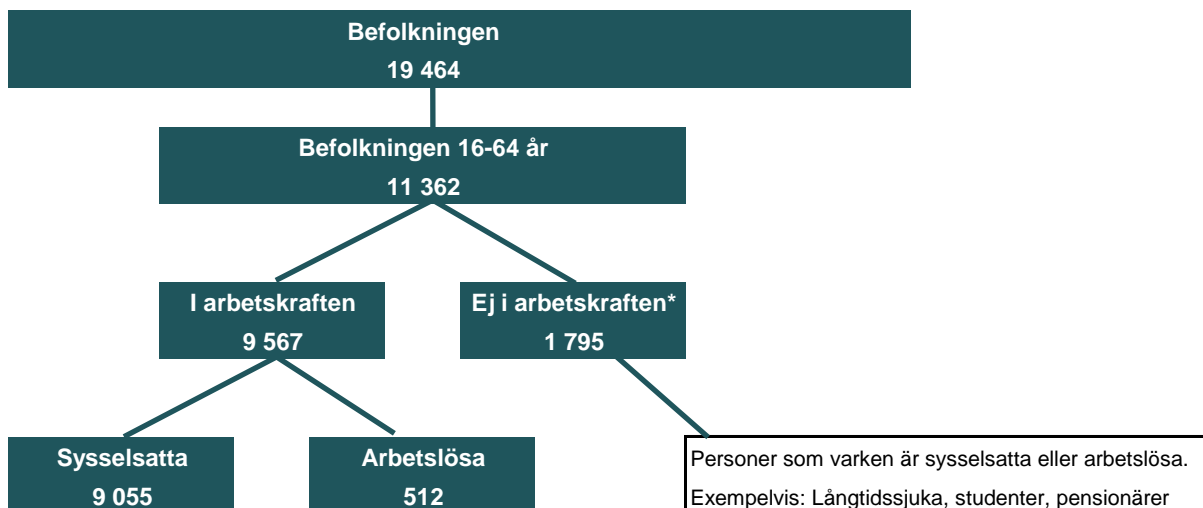 Befolkningen
19 464
Befolkningen 16-64 år
11 362
I arbetskraften
9 567
Ej i arbetskraften*
1 795
Sysselsatta
9 055
Arbetslösa
512
Personer som varken är sysselsatta eller arbetslösa.
Exempelvis: Långtidssjuka, studenter, pensionärer